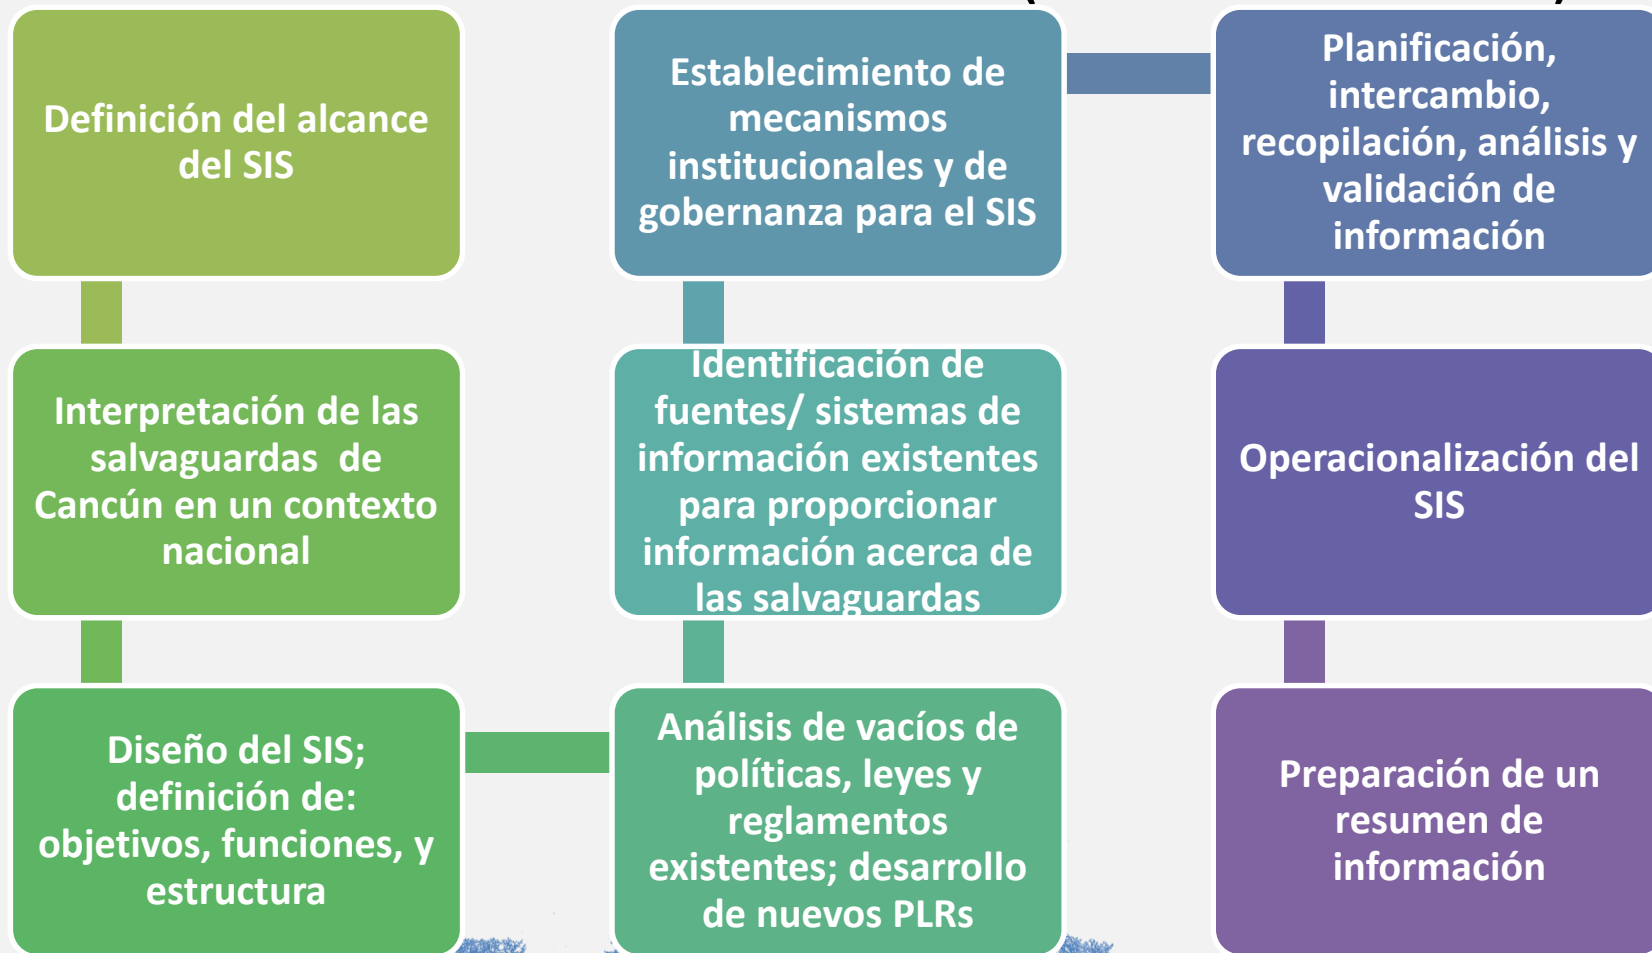 Definición del alcance
del SIS
Interpretación de las
salvaguardas de
Cancún en un contexto
nacional
Diseño del SIS;
definición de:
objetivos, funciones, y
estructura
Análisis de vacíos de
políticas, leyes y
reglamentos
existentes; desarrollo
de nuevos PLRs
Identificación de
fuentes/ sistemas de
información existentes
para proporcionar
información acerca de
las salvaguardas
Establecimiento de
mecanismos
institucionales y de
gobernanza para el SIS
Planificación,
intercambio,
recopilación, análisis y
validación de
información
Operacionalización del
SIS
Preparación de un
resumen de
información